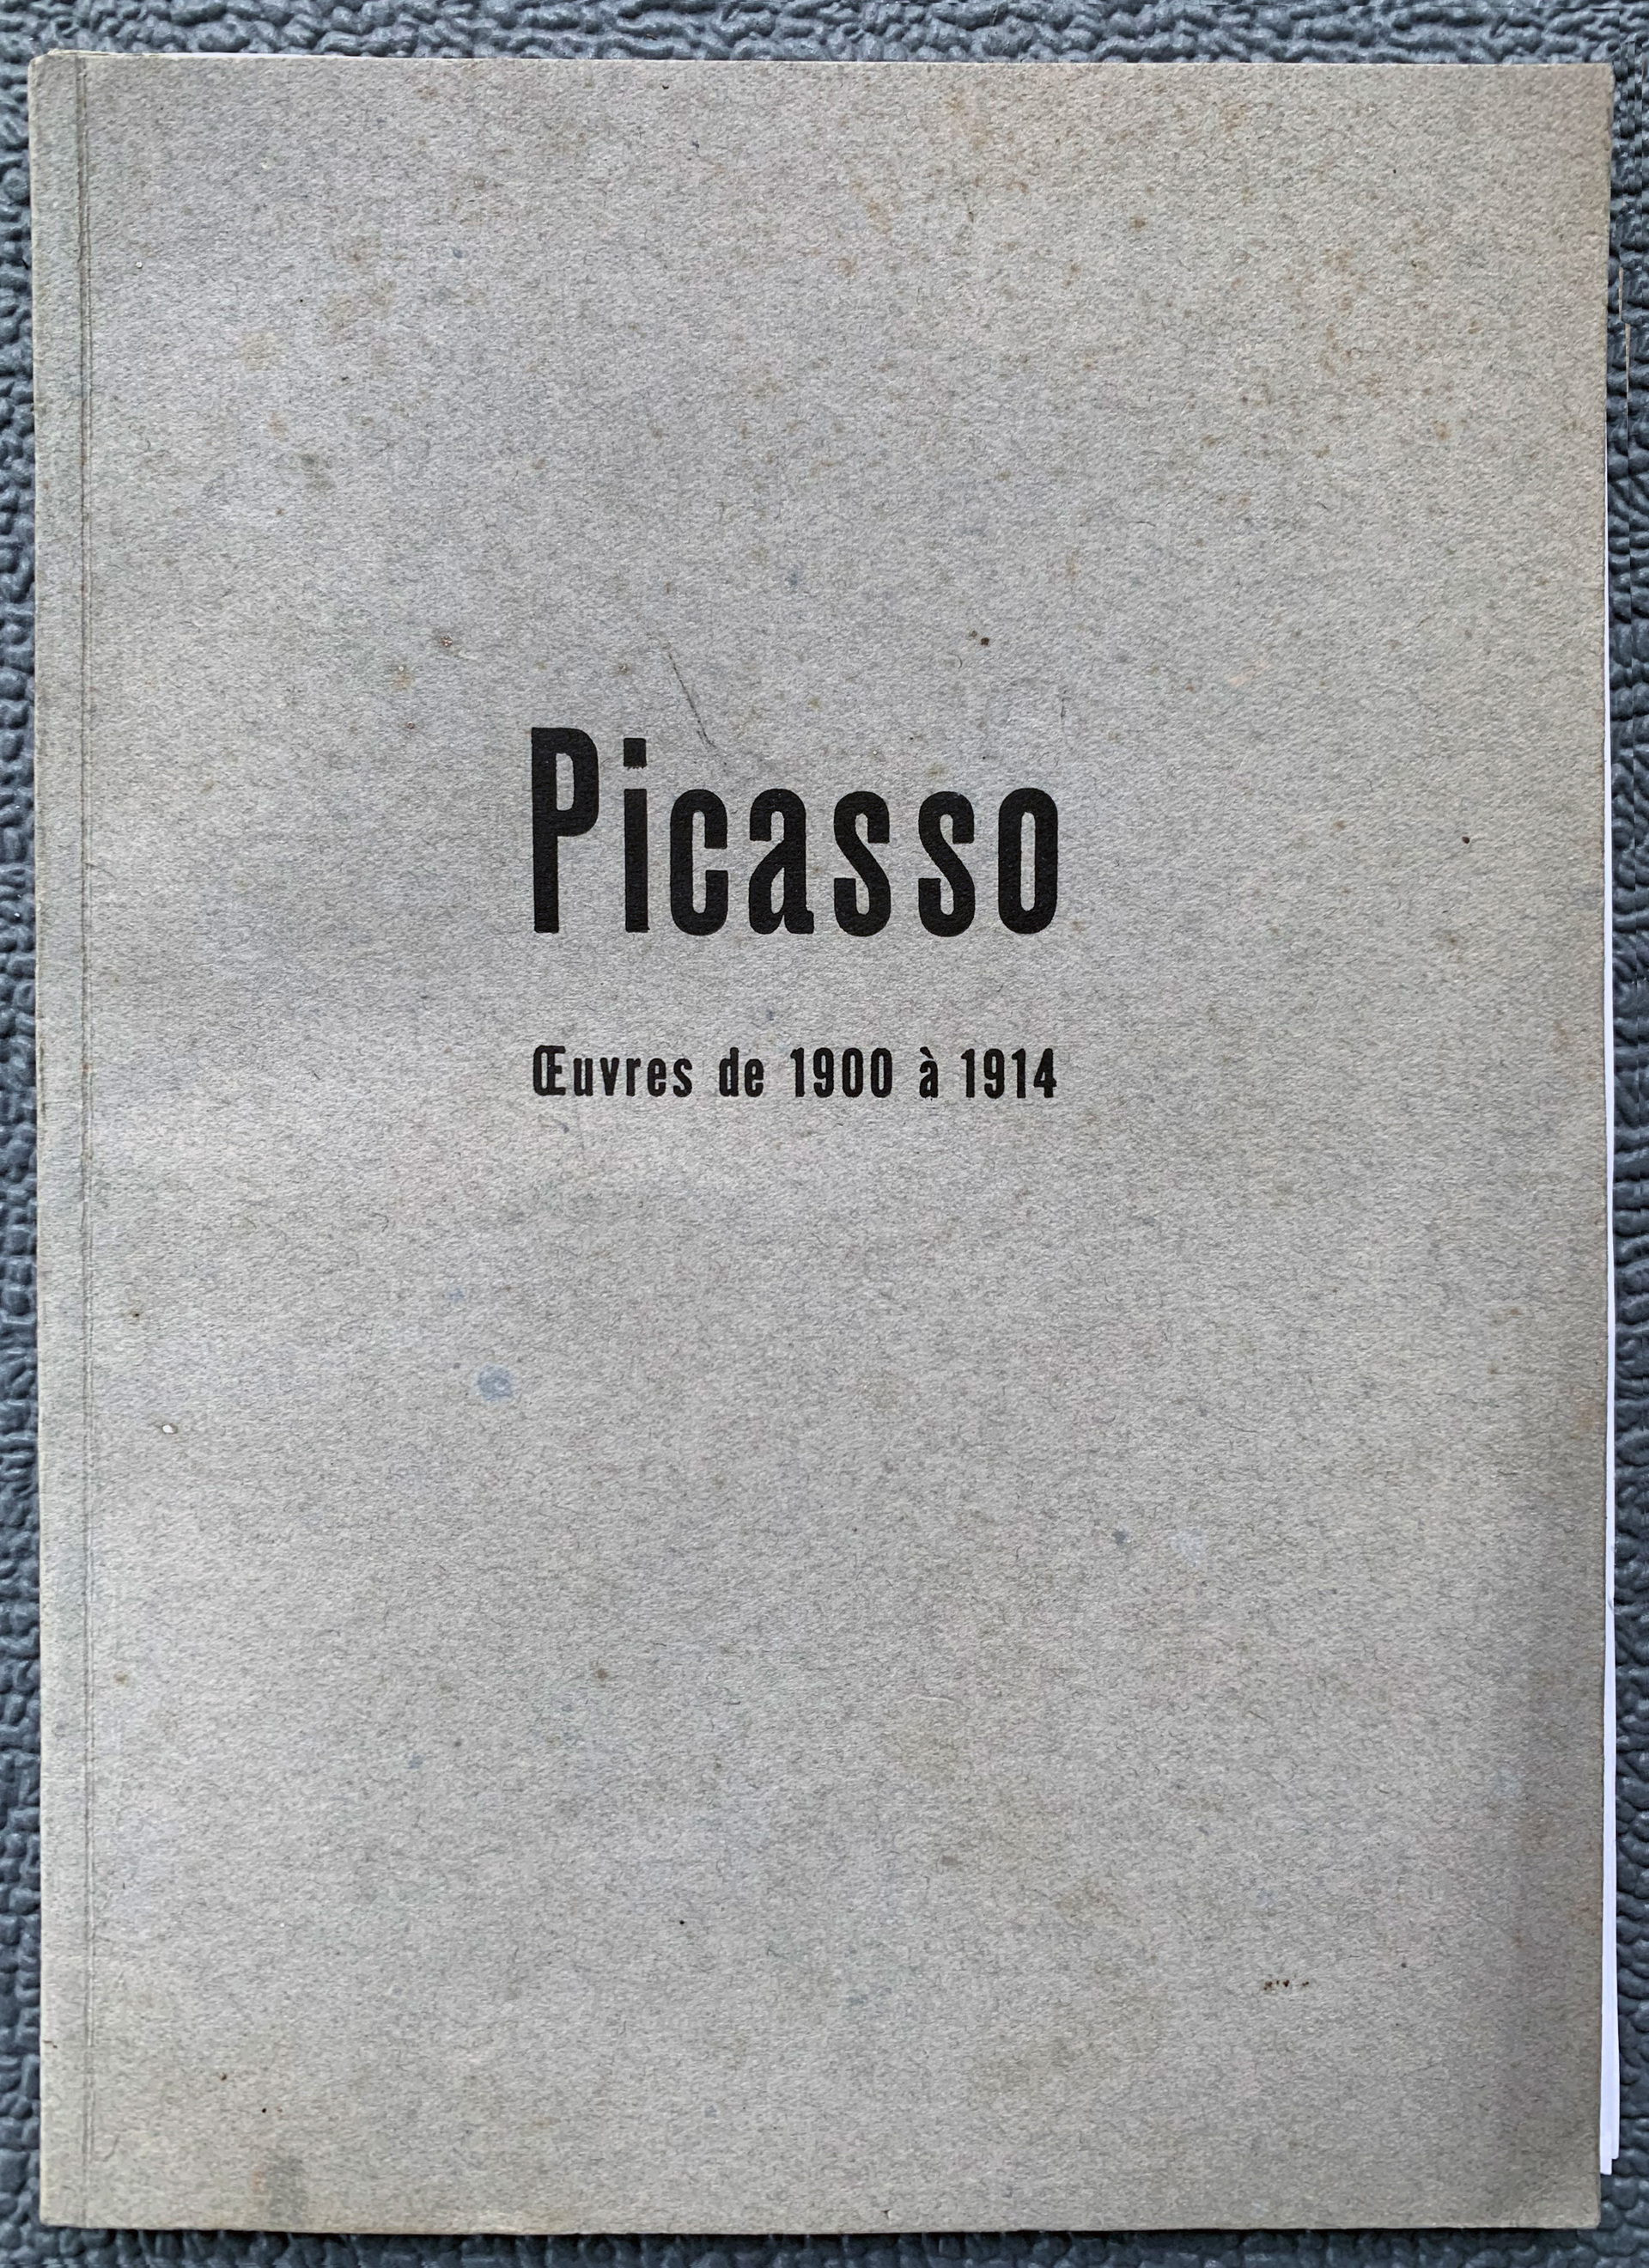 Picasso
Œuvres de 1900 à 1914